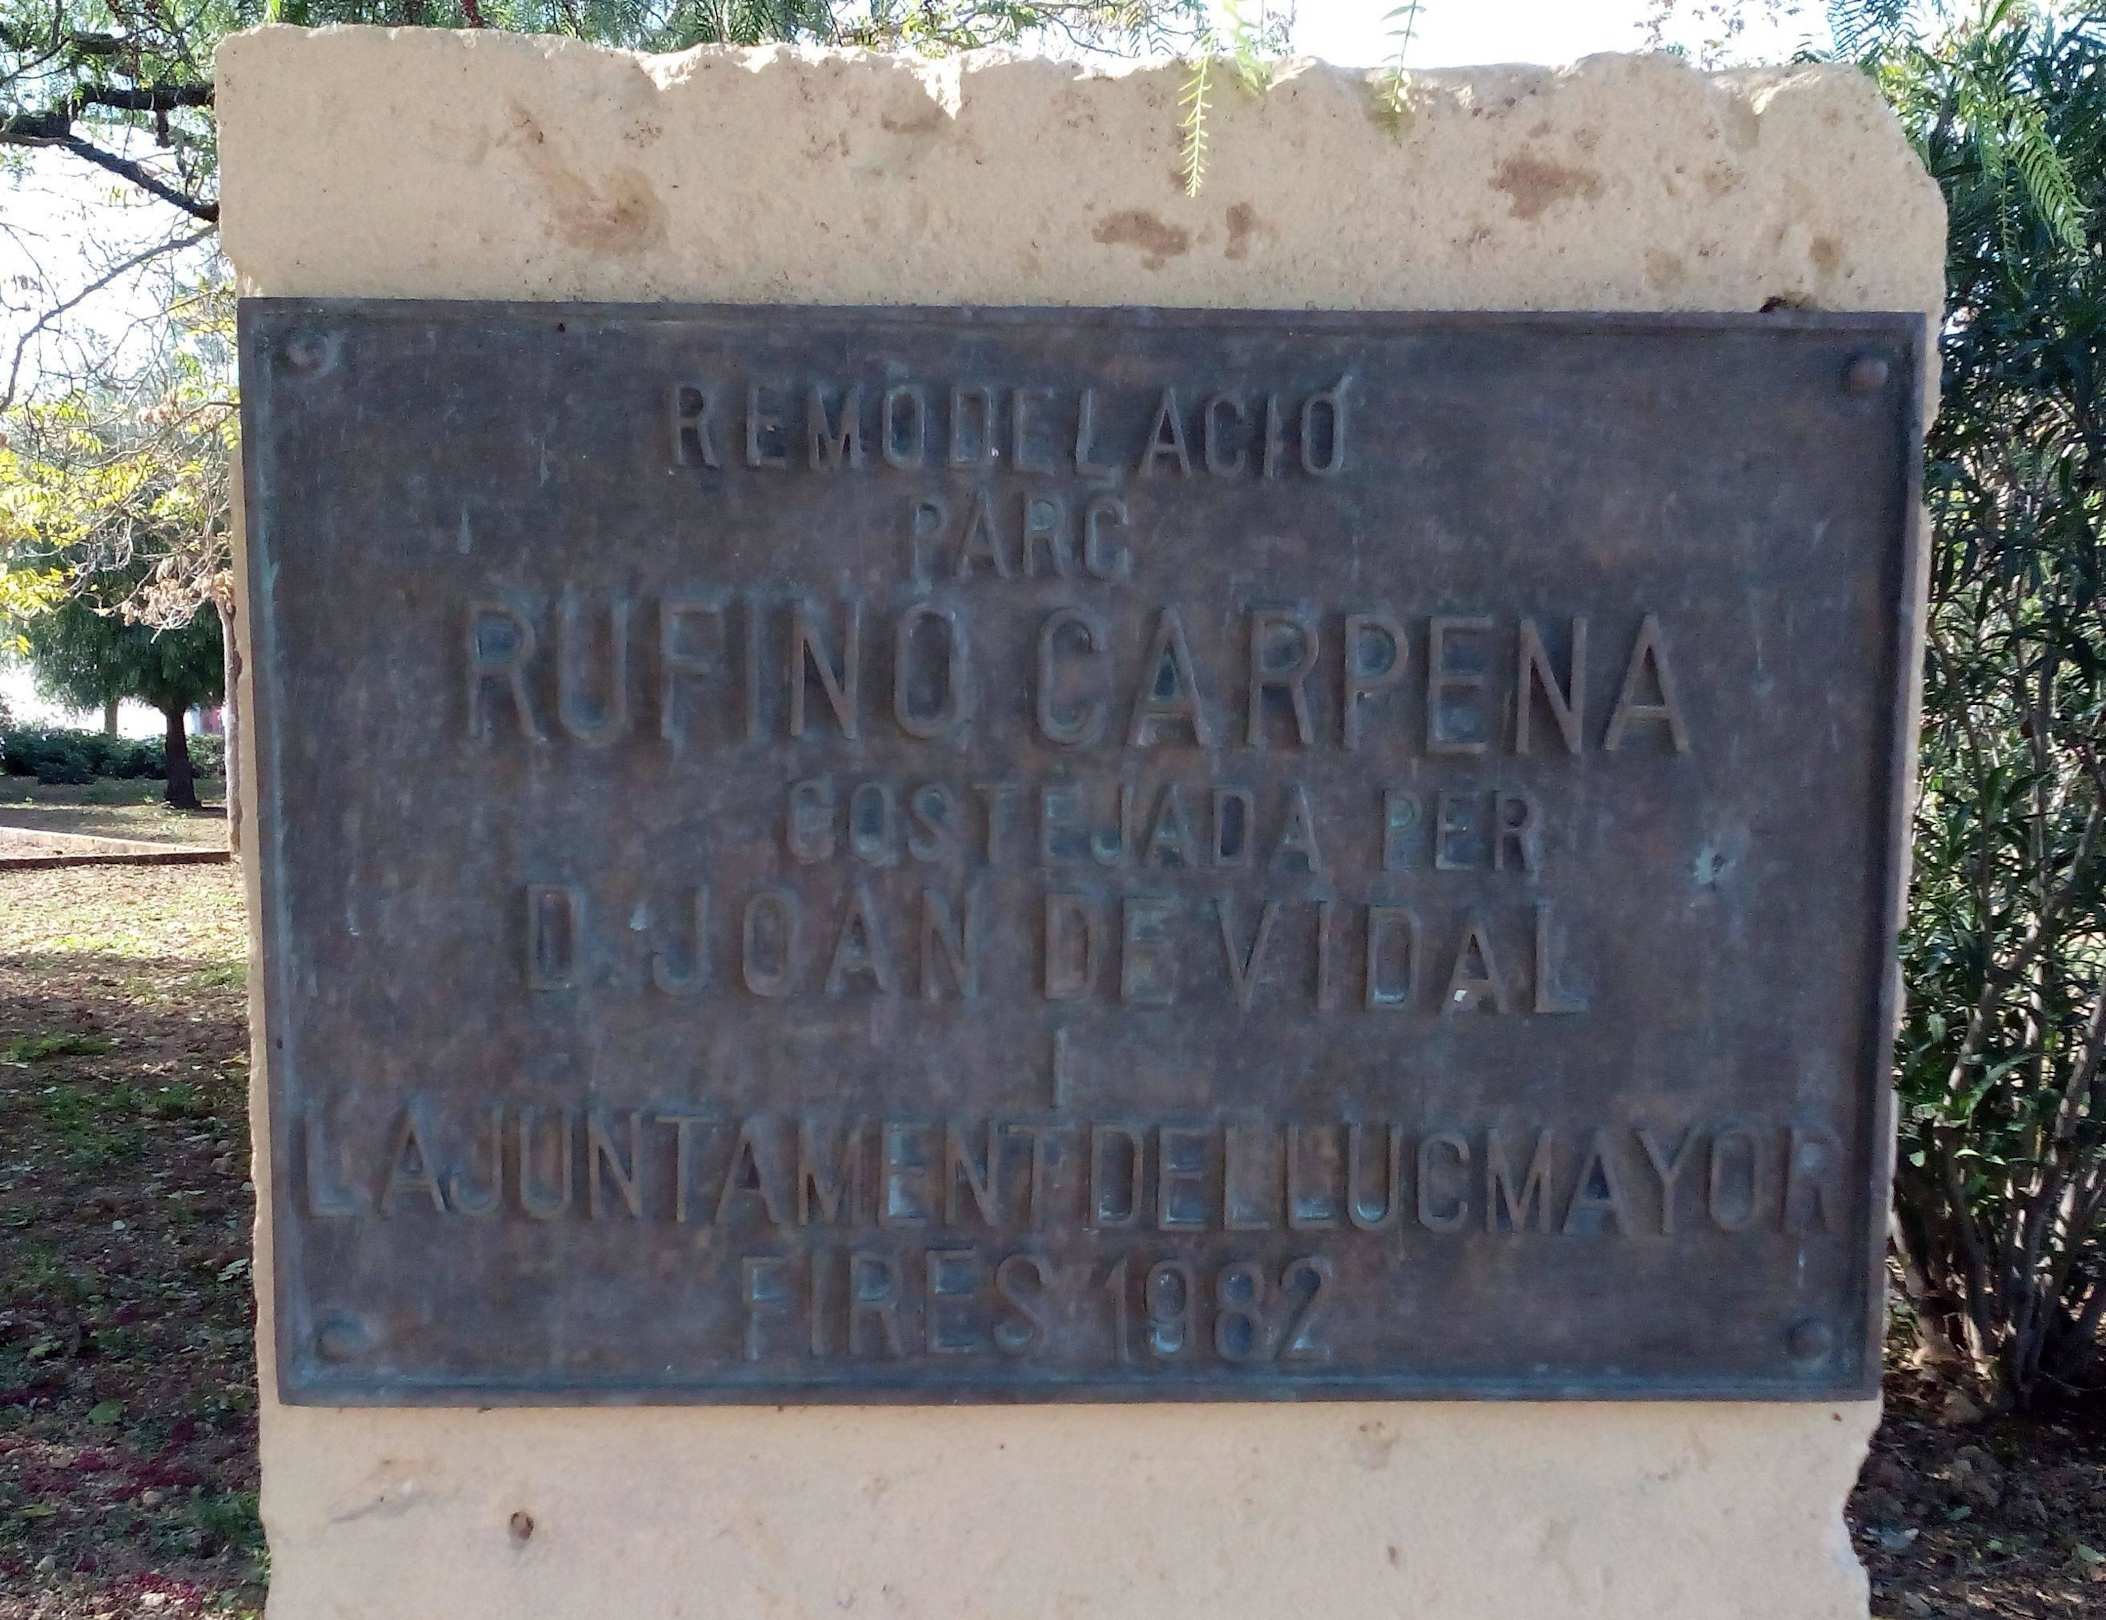 REMODELACIÓ
PARC
RUFINO CARPENA
COSTEJADA PER
D. JOAN DE VIDAL
I
L AJUNTAMENT DE LLUCMAYOR
FIRES 1982